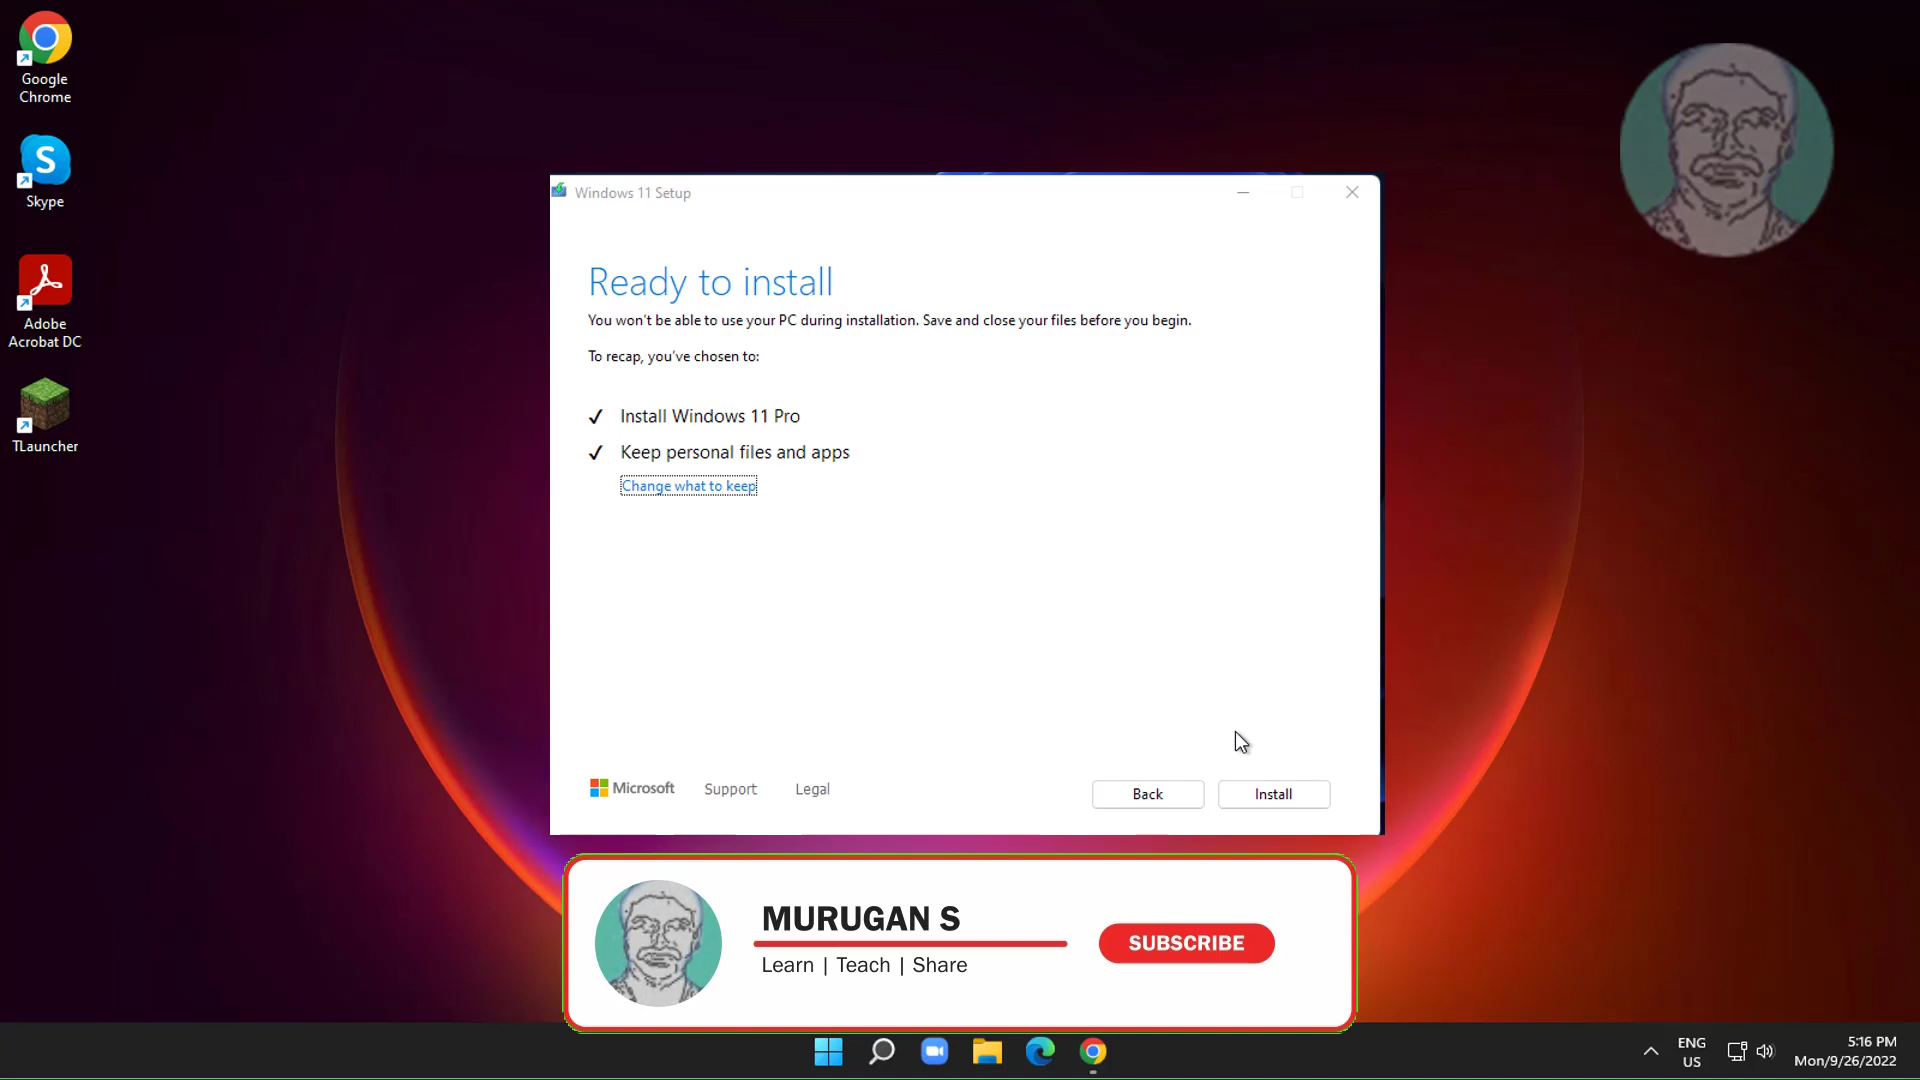 Google
Chrome
S
Skype
Adobe
Acrobat DC
TLauncher
Windows 11 Setup
Ready to install
You won't be able to use your PC during installation. Save and close your files before you begin.
To recap, you've chosen to:
✓ Install Windows 11 Pro
✓ Keep personal files and apps
Change what to keep
Microsoft Support Legal
Back Install
MURUGAN S
Learn | Teach | Share
SUBSCRIBE
ENG
US
5:16 PM
Mon/9/26/2022